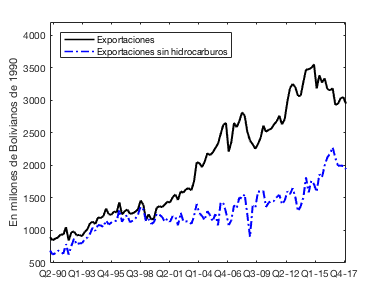 Exportaciones
Exportaciones sin hidrocarburos
En millones de Bolivianos de 1990
4000
3500
3000
2500
2000
1500
1000
500
Q2-90 Q1-93 Q4-95 Q3-98 Q2-01 Q1-04 Q4-06 Q3-09 Q2-12 Q1-15 Q4-17